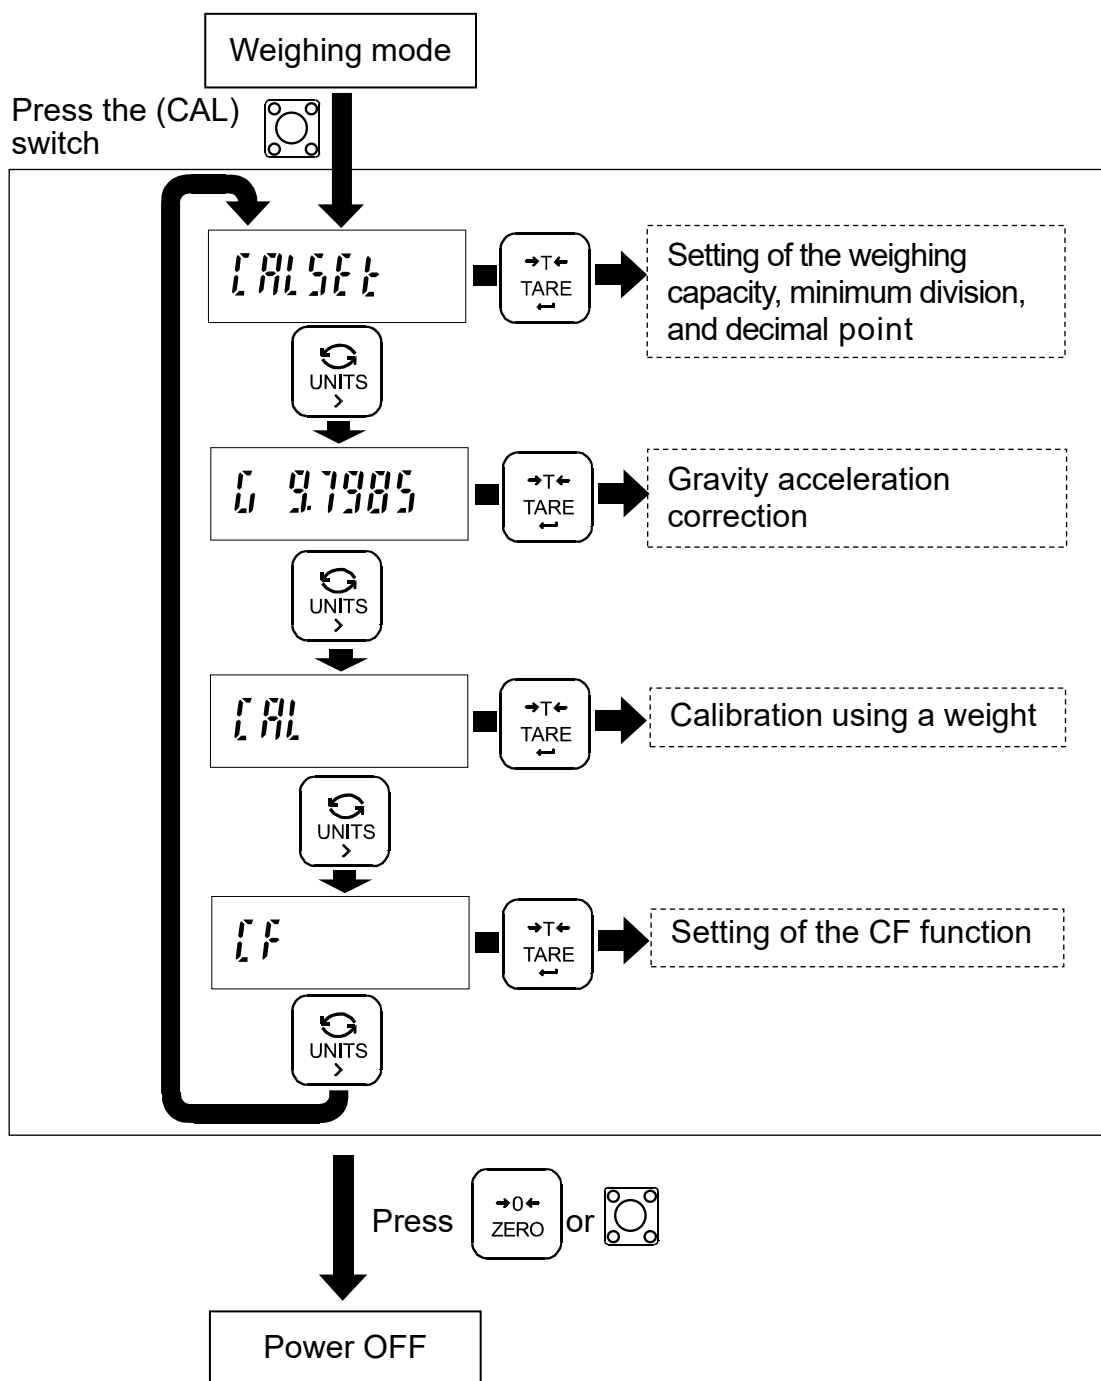 Weighing mode
Press the (CAL)
switch
CALSEt
→T←
TARE
Setting of the weighing
capacity, minimum division,
and decimal point
UNITS
>
G 9.7985
→T←
TARE
Gravity acceleration
correction
UNITS
>
CAL
→T←
TARE
Calibration using a weight
UNITS
>
CF
→T←
TARE
Setting of the CF function
UNITS
>
Press
→0←
ZERO
or
Power OFF